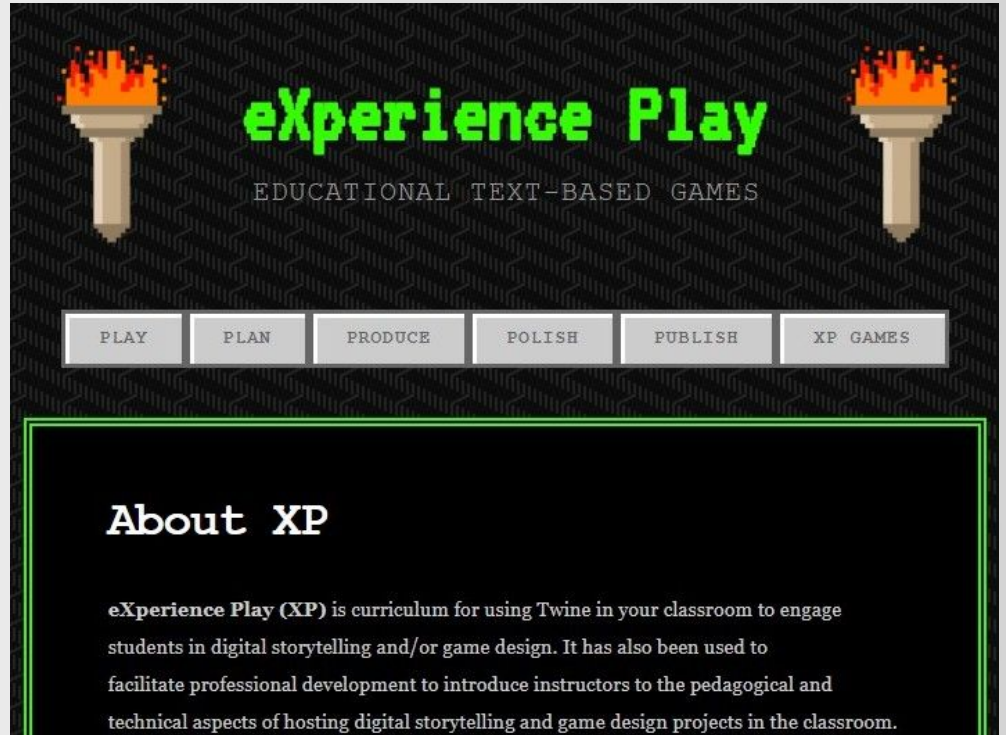 eXperience Play
EDUCATIONAL TEXT-BASED GAMES
PLAY PLAN PRODUCE POLISH PUBLISH XP GAMES
About XP
eXperience Play (XP) is curriculum for using Twine in your classroom to engage
students in digital storytelling and/or game design. It has also been used to
facilitate professional development to introduce instructors to the pedagogical and
technical aspects of hosting digital storytelling and game design projects in the classroom.